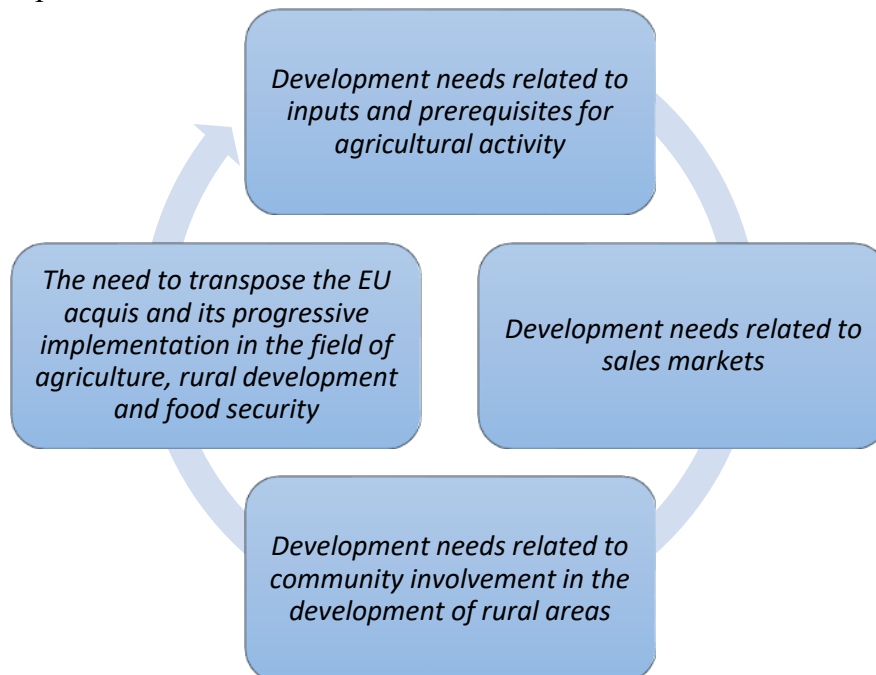 Development needs related to
inputs and prerequisites for
agricultural activity
The need to transpose the EU
acquis and its progressive
implementation in the field of
agriculture, rural development
and food security
Development needs related to
sales markets
Development needs related to
community involvement in the
development of rural areas